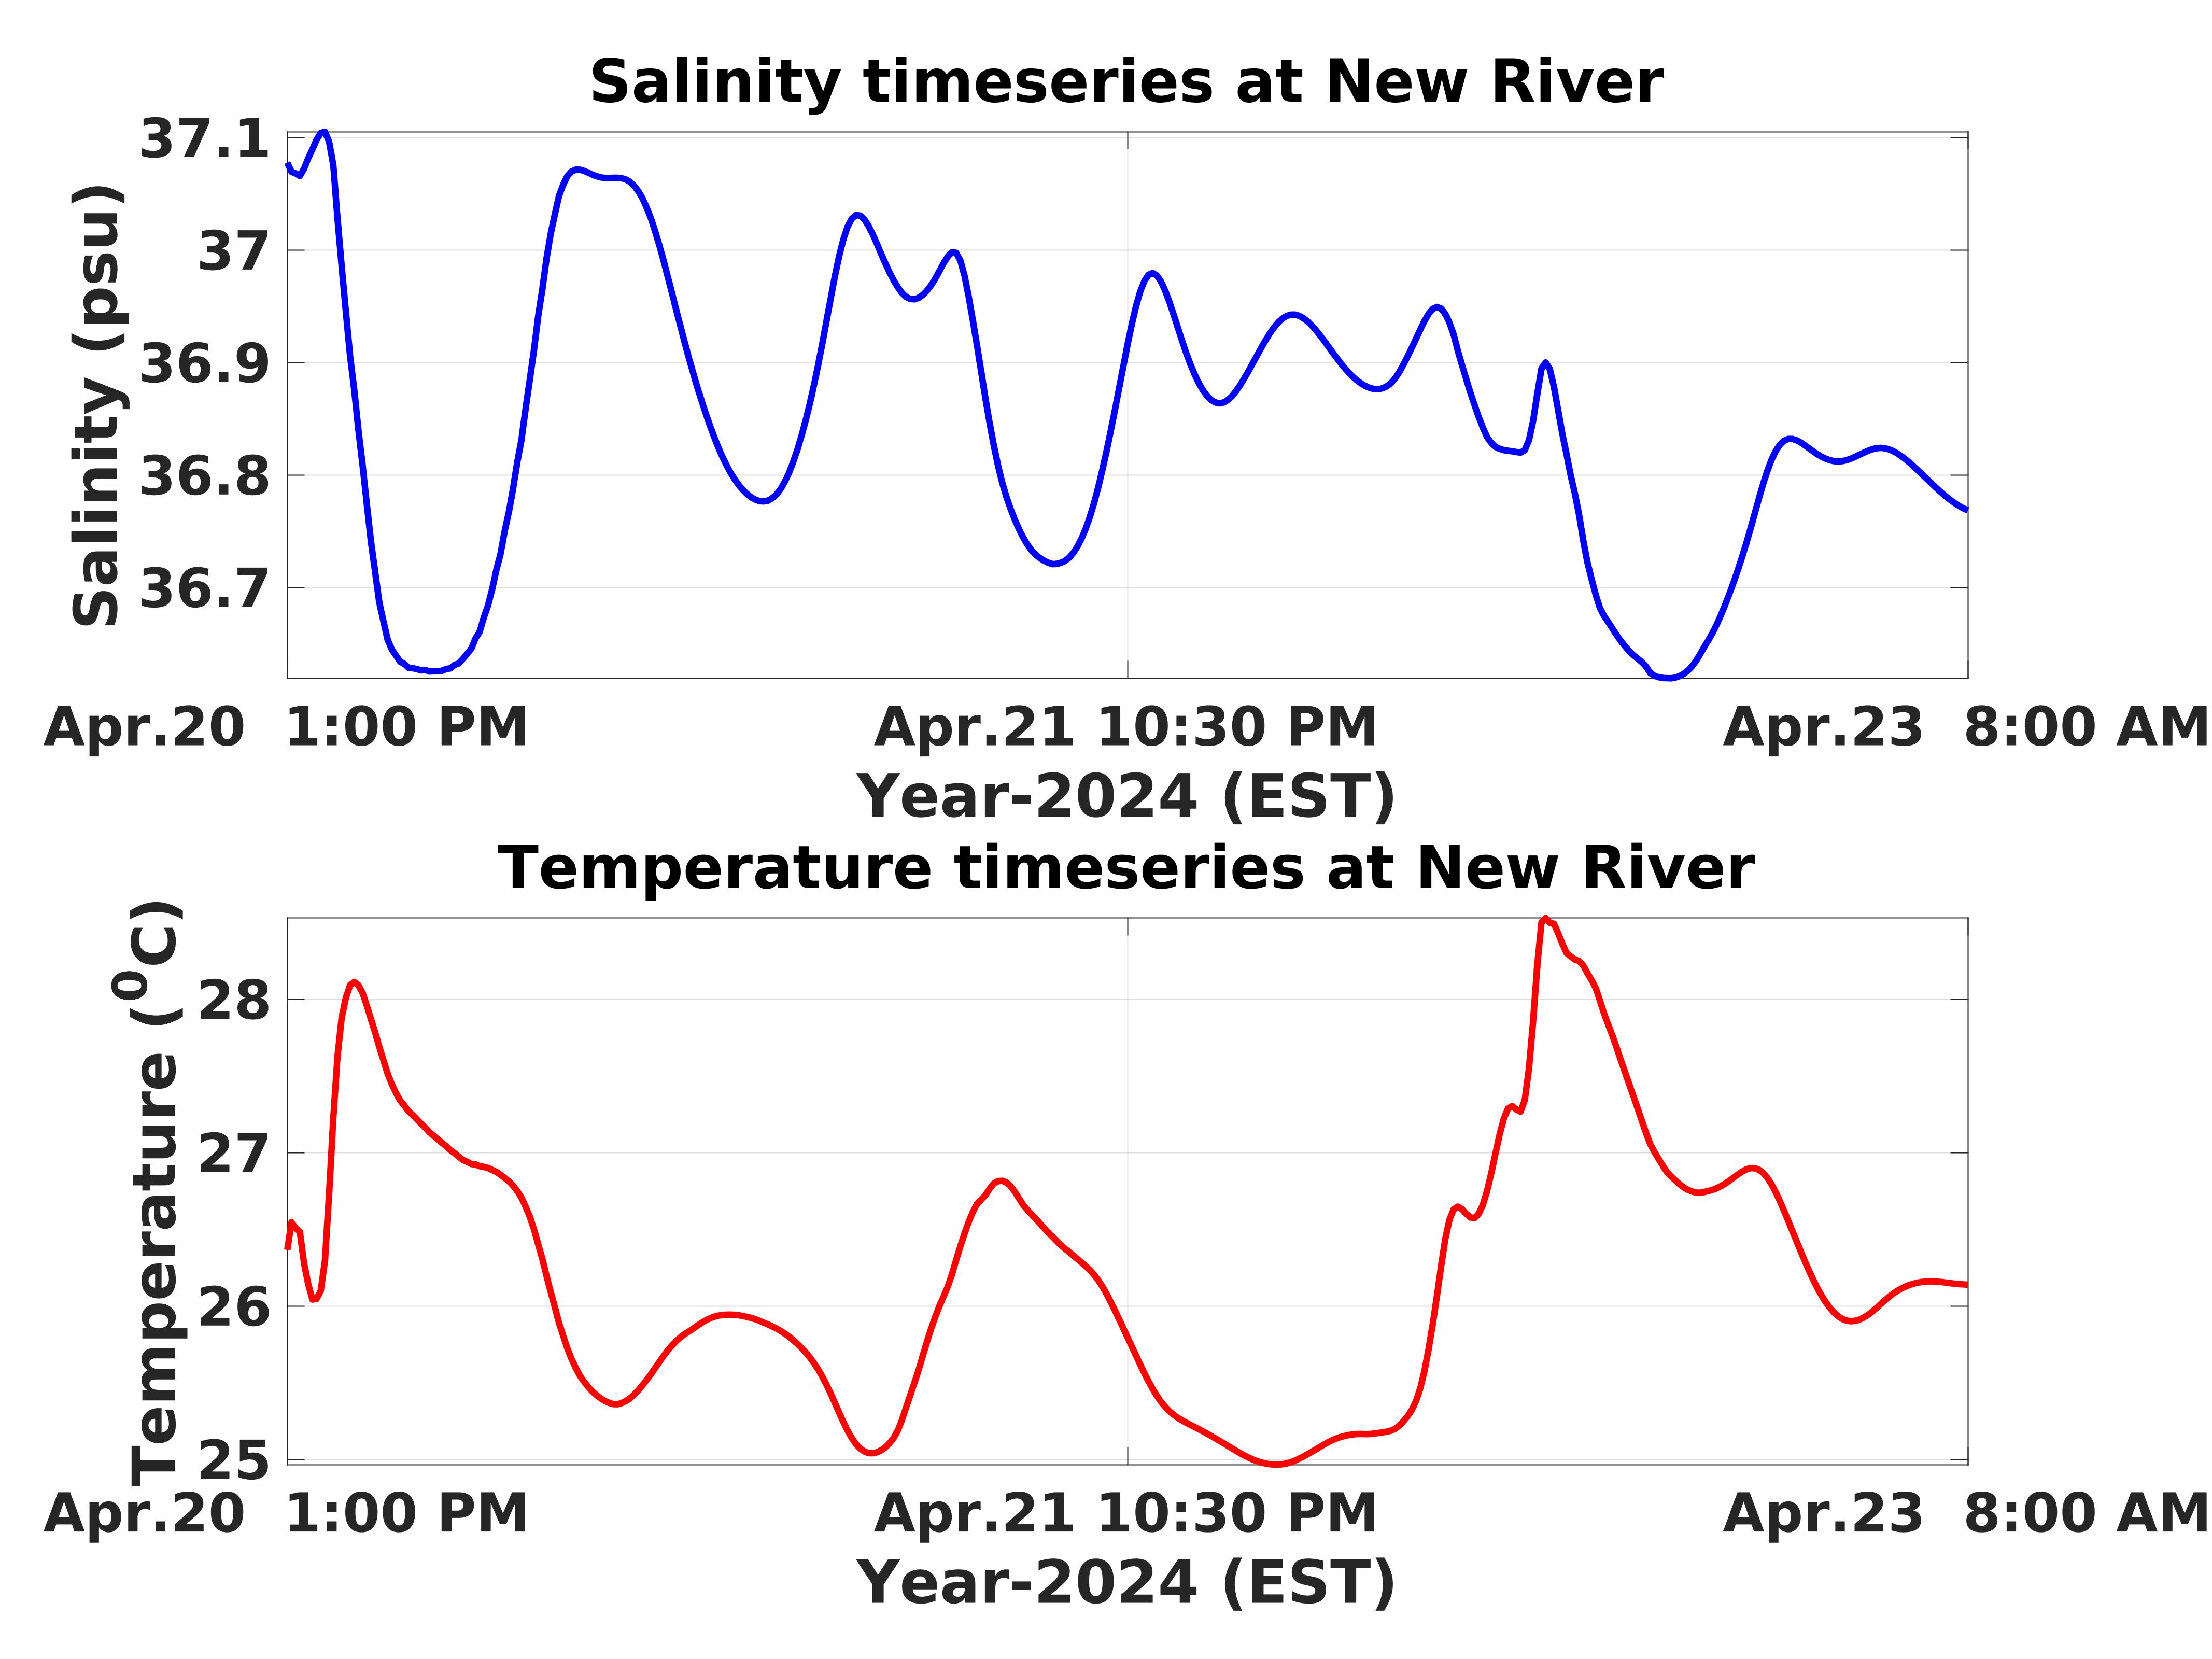 Salinity timeseries at New River
Salinity (psu)
37.1
37
36.9
36.8
36.7
Apr.20  1:00 PM
Apr.21 10:30 PM
Apr.23  8:00 AM
Year-2024 (EST)
Temperature timeseries at New River
Temperature (⁰C)
28
27
26
25
Apr.20  1:00 PM
Apr.21 10:30 PM
Apr.23  8:00 AM
Year-2024 (EST)